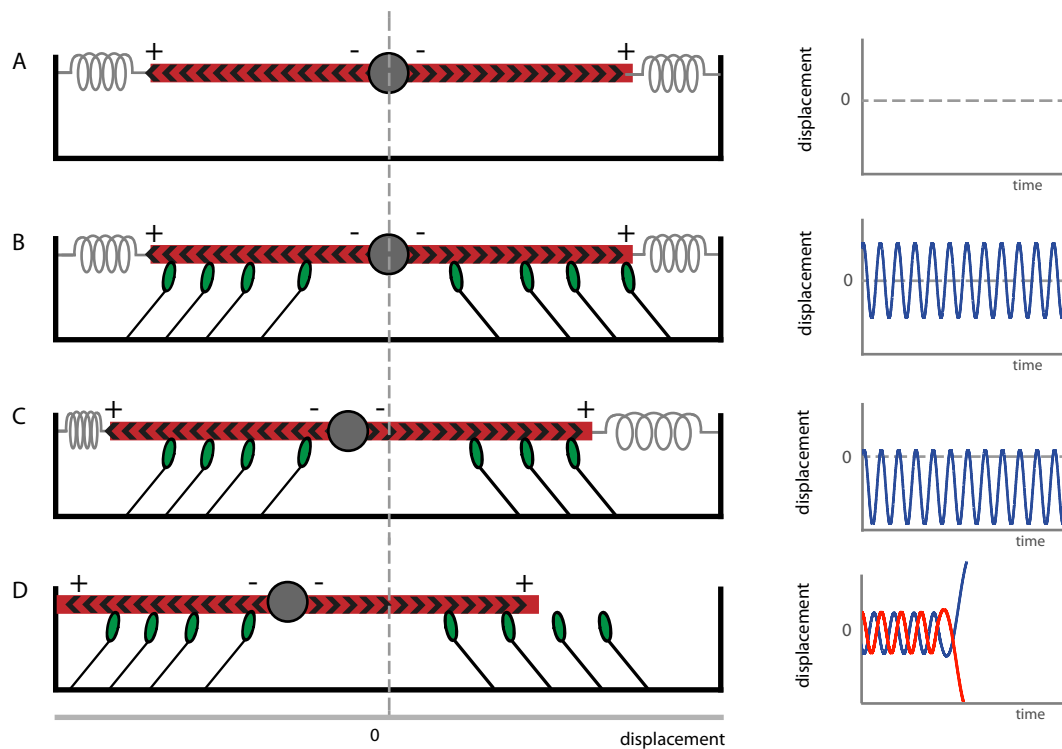 A
+ - - +
displacement
0
time
B
+ - - +
displacement
0
time
C
+ - - +
displacement
0
time
D
+ - - +
displacement
0
time
0
displacement